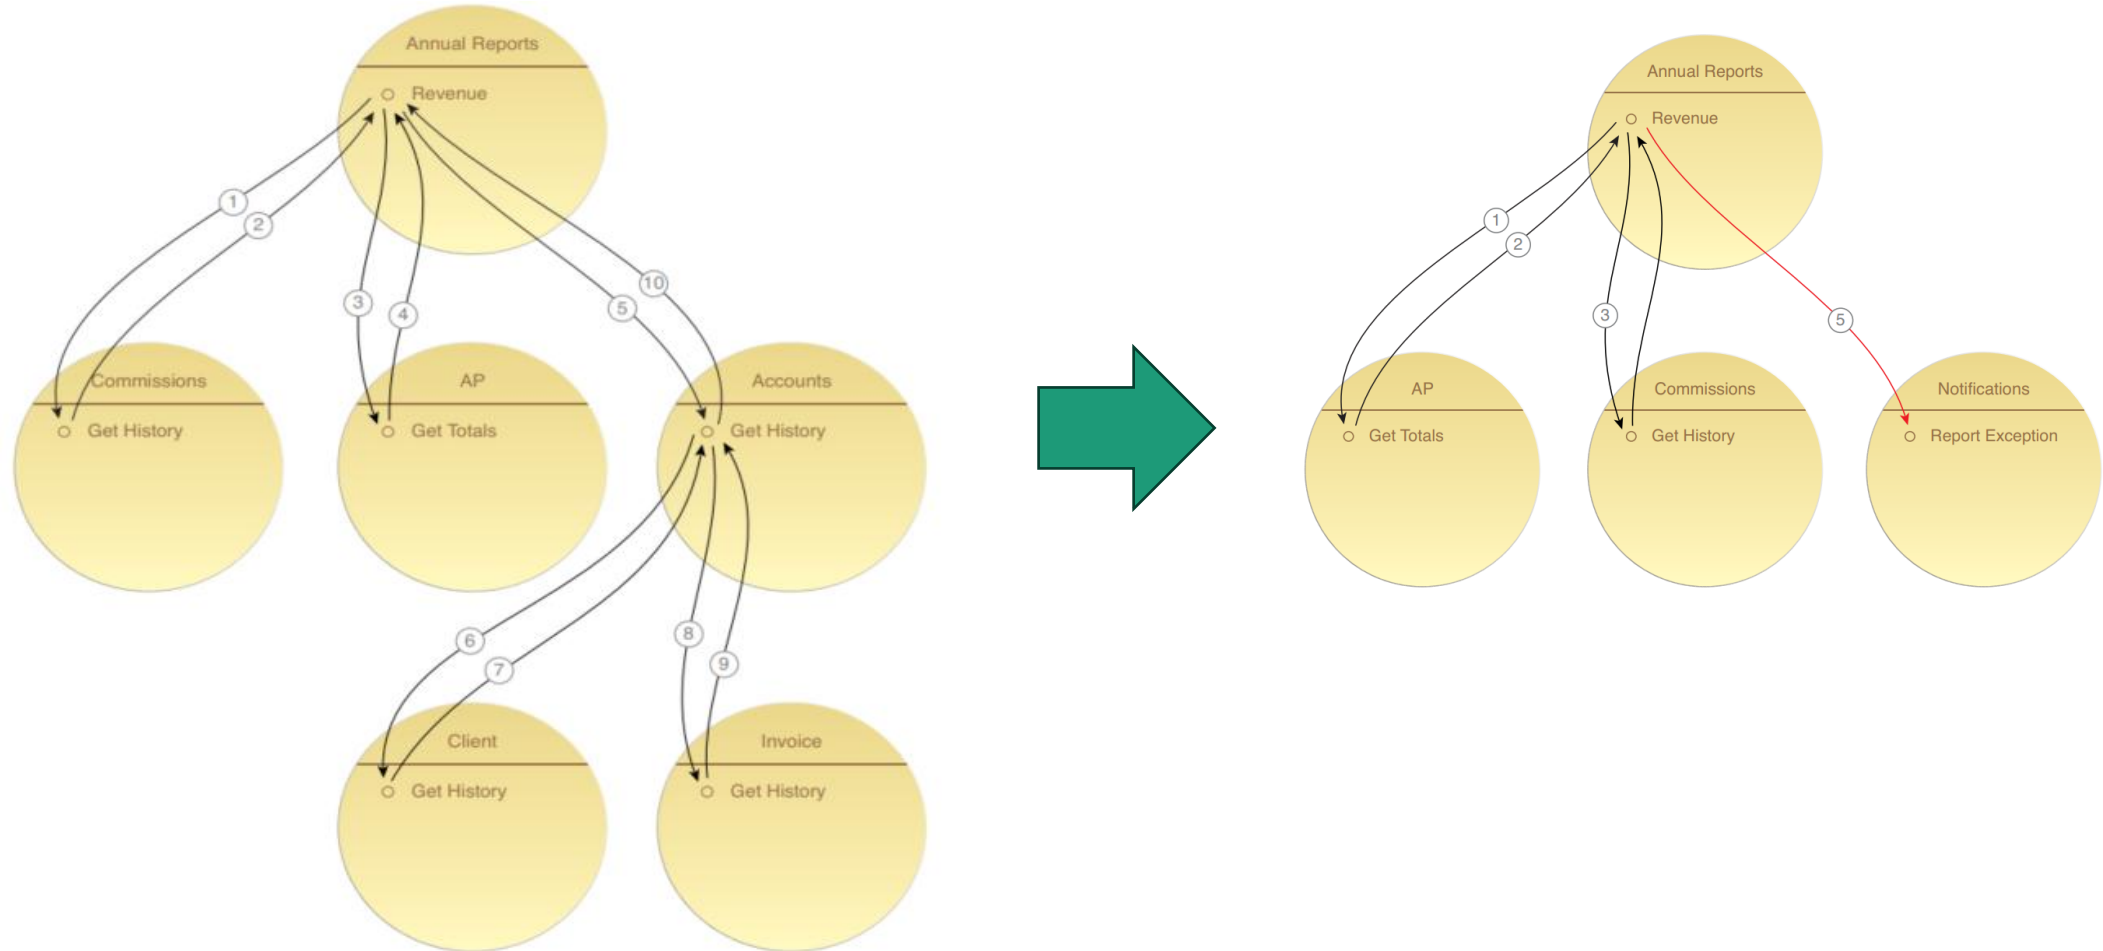 Annual Reports
Revenue
1
2
3
4
5
10
Commissions
Get History
AP
Get Totals
Accounts
Get History
6
7
8
9
Client
Get History
Invoice
Get History
Annual Reports
Revenue
1
2
3
5
AP
Get Totals
Commissions
Get History
Notifications
Report Exception